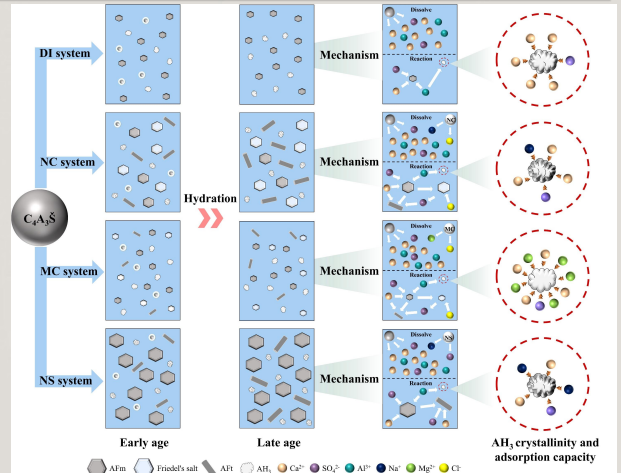 DI system
Mechanism
Dissolve
Reaction
NC system
Mechanism
Dissolve
NC
Reaction
Hydration
C₄A₃Š
MC system
Mechanism
Dissolve
MC
Reaction
NS system
Mechanism
Dissolve
NS
Reaction
Early age
Late age
AH₃ crystallinity and
adsorption capacity
AFm Friedel's salt AFt AH₃ Ca²⁺ SO₄²⁻ Al³⁺ Na⁺ Mg²⁺ Cl⁻